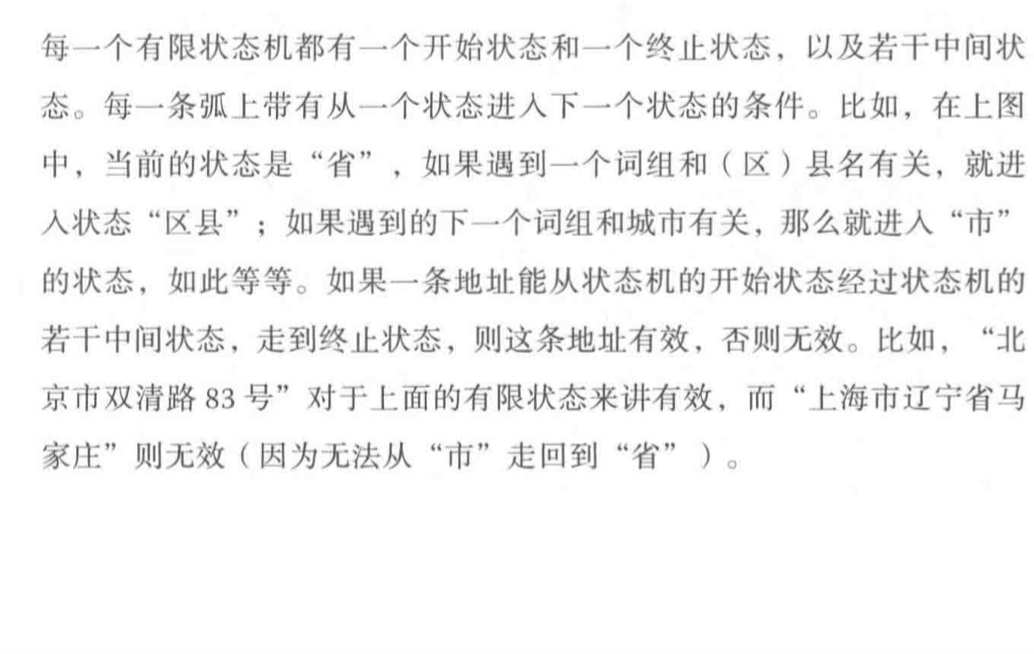 每一个有限状态机都有一个开始状态和一个终止状态，以及若干中间状
态。每一条弧上带有从一个状态进入下一个状态的条件。比如，在上图
中，当前的状态是“省”，如果遇到一个词组和（区）县名有关，就进
入状态“区县”；如果遇到的下一个词组和城市有关，那么就进入“市”
的状态，如此等等。如果一条地址能从状态机的开始状态经过状态机的
若干中间状态，走到终止状态，则这条地址有效，否则无效。比如，“北
京市双清路 83 号”对于上面的有限状态来讲有效，而“上海市辽宁省马
家庄”则无效（因为无法从“市”走回到“省”）。